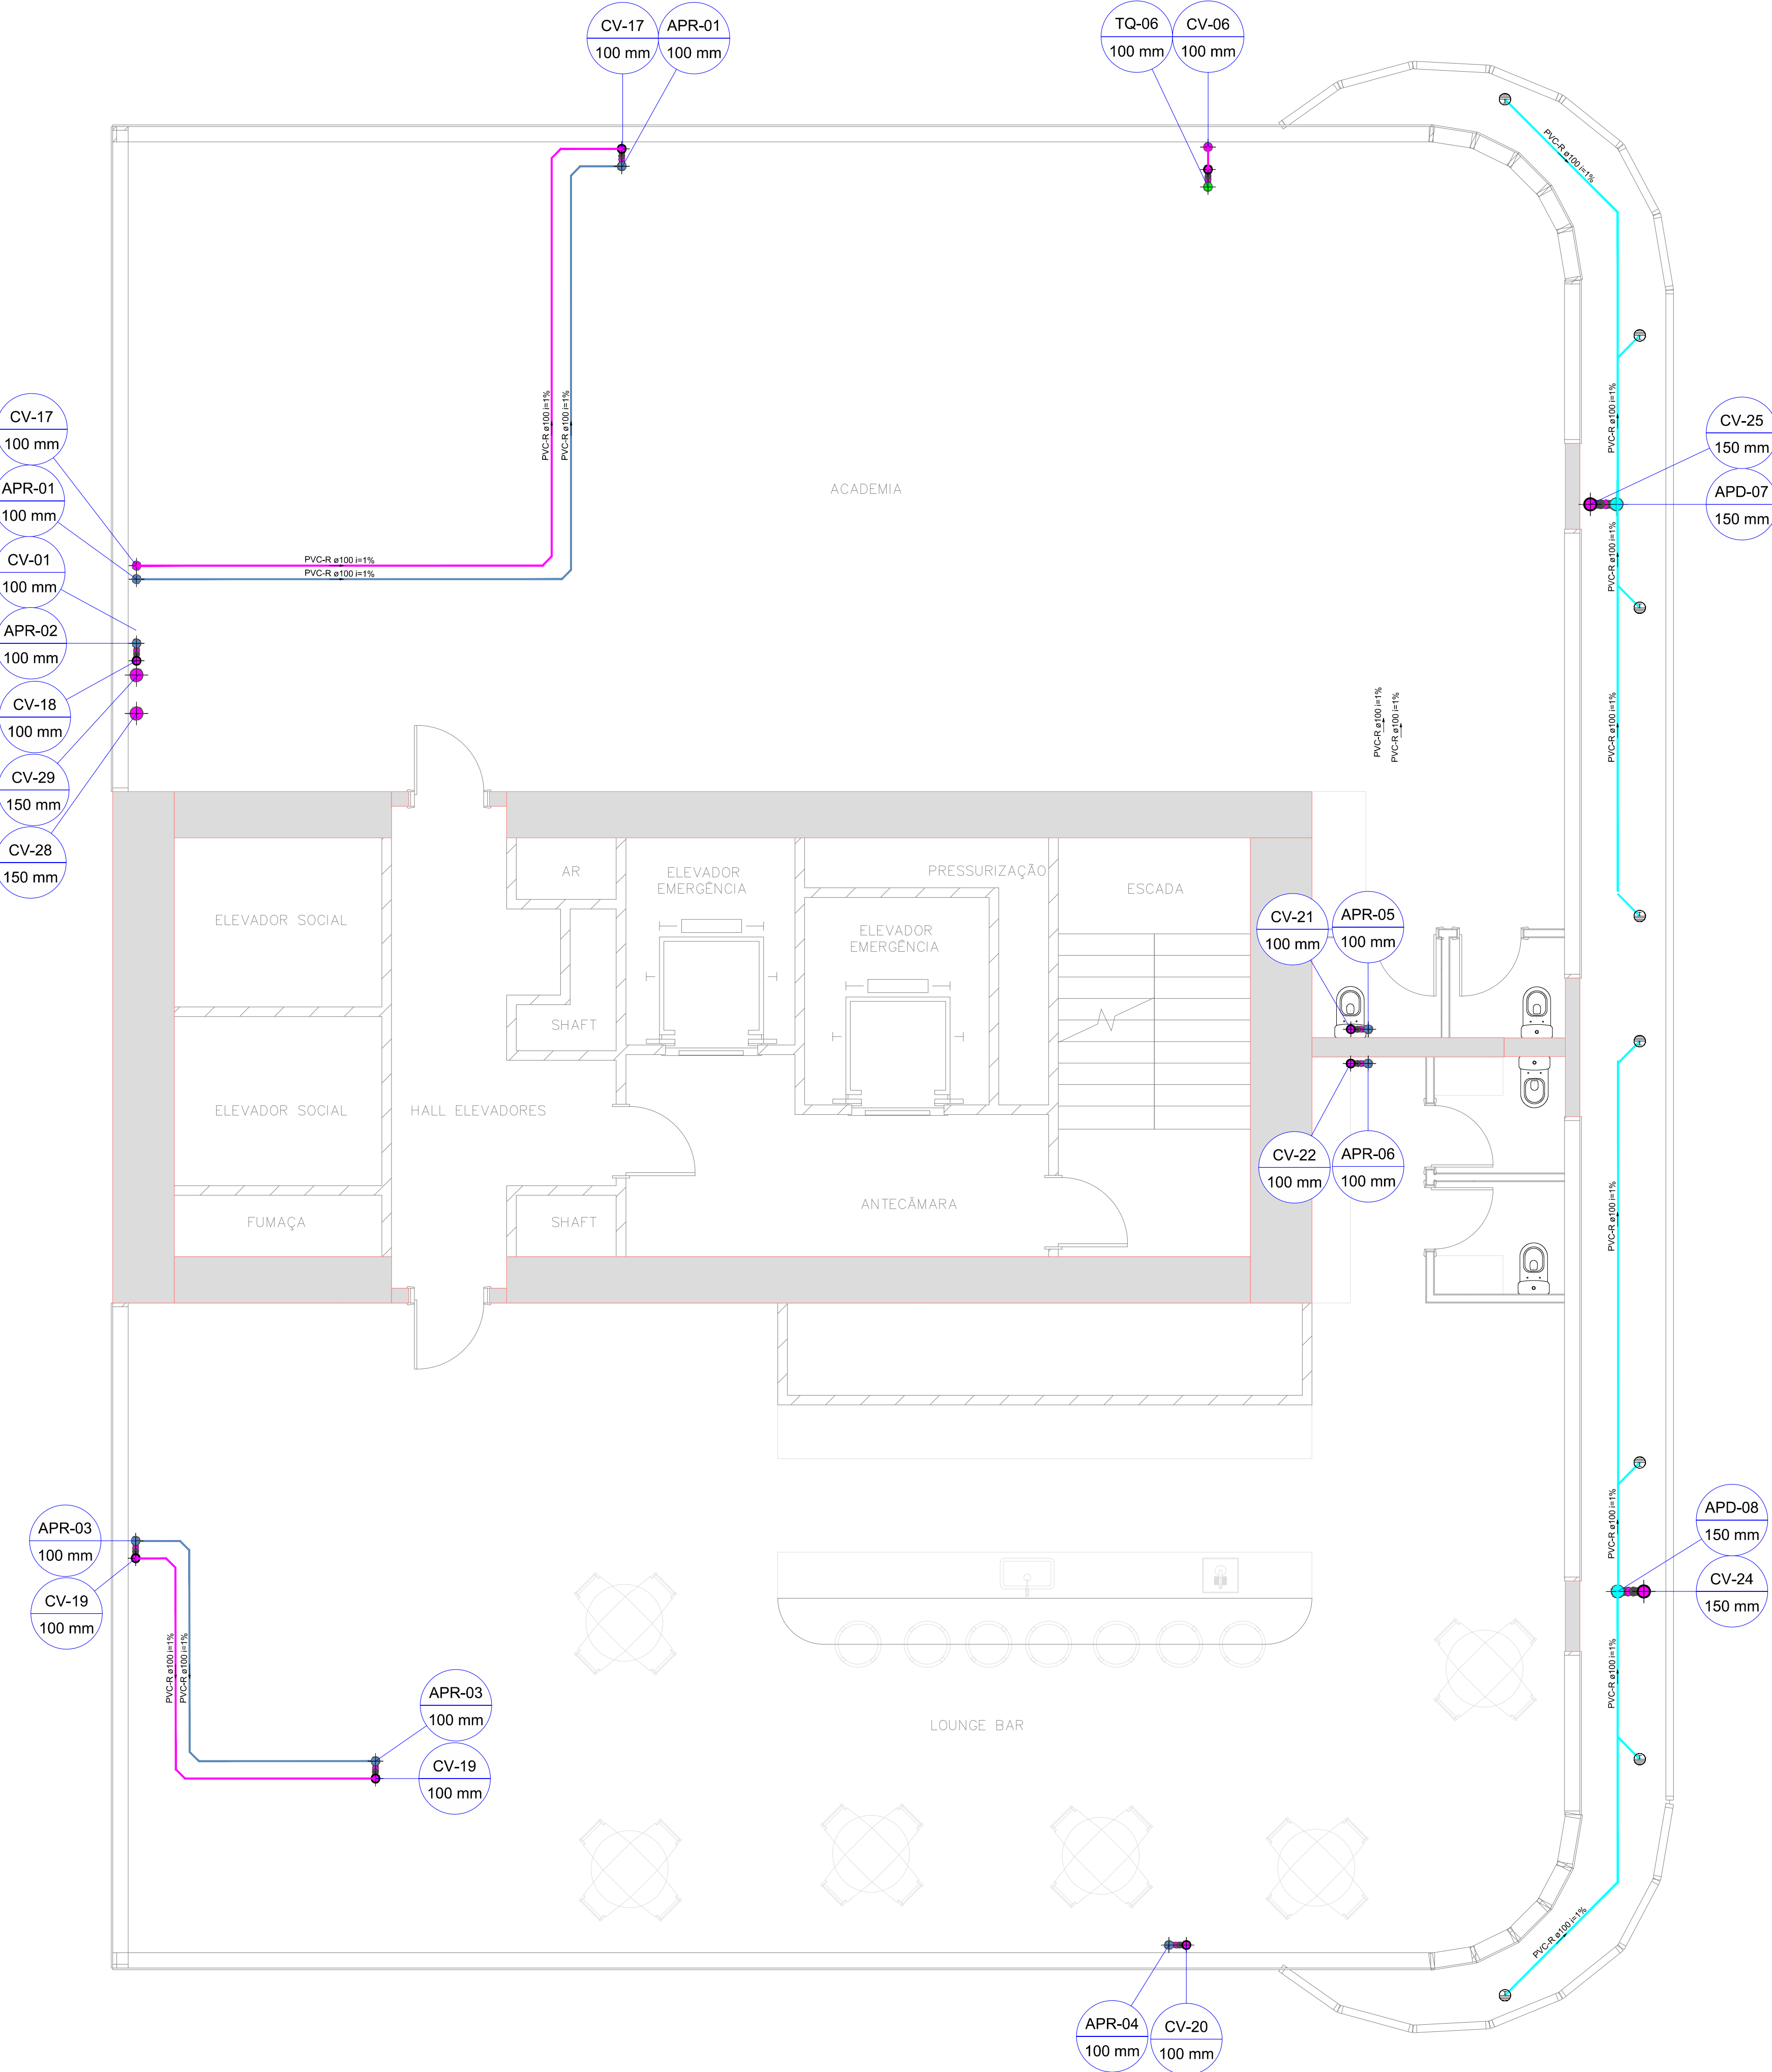 CV-17
100 mm
APR-01
100 mm
TQ-06
100 mm
CV-06
100 mm
PVC-R ø100 i=1%
CV-17
100 mm
APR-01
100 mm
CV-01
100 mm
APR-02
100 mm
CV-18
100 mm
CV-29
150 mm
CV-28
150 mm
PVC-R ø100 i=1%
PVC-R ø100 i=1%
PVC-R ø100 i=1%
PVC-R ø100 i=1%
ACADEMIA
PVC-R ø100 i=1%
CV-25
150 mm
APD-07
150 mm
PVC-R ø100 i=1%
PVC-R ø100 i=1%
PVC-R ø100 i=1%
PVC-R ø100 i=1%
AR
ELEVADOR
EMERGÊNCIA
PRESSURIZAÇÃO
ESCADA
ELEVADOR SOCIAL
ELEVADOR
EMERGÊNCIA
CV-21
100 mm
APR-05
100 mm
SHAFT
ELEVADOR SOCIAL
HALL ELEVADORES
CV-22
100 mm
APR-06
100 mm
ANTECÂMARA
FUMAÇA
SHAFT
PVC-R ø100 i=1%
APR-03
100 mm
CV-19
100 mm
PVC-R ø100 i=1%
APD-08
150 mm
CV-24
150 mm
PVC-R ø100 i=1%
PVC-R ø100 i=1%
PVC-R ø100 i=1%
APR-03
100 mm
CV-19
100 mm
LOUNGE BAR
PVC-R ø100 i=1%
APR-04
100 mm
CV-20
100 mm